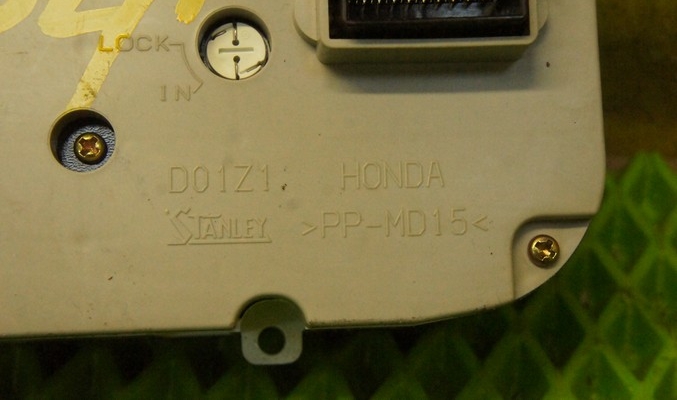 LOCK
IN
D01Z1 HONDA
STANLEY >PP-MD15<